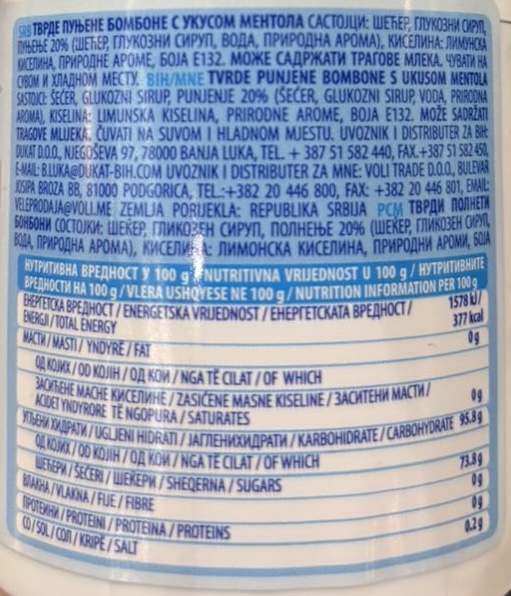 SRB ТВРДЕ ПУЊЕНЕ БОМБОНЕ С УКУСОМ МЕНТОЛА САСТОЈЦИ: ШЕЋЕР, ГЛУКОЗНИ СИРУП,
ПУЊЕЊЕ 20% (ШЕЋЕР, ГЛУКОЗНИ СИРУП, ВОДА, ПРИРОДНА АРОМА), КИСЕЛИНА: ЛИМУНСКА
КИСЕЛИНА, ПРИРОДНЕ АРОМЕ, БОЈА E132. МОЖЕ САДРЖАТИ ТРАГОВЕ МЛЕКА. ЧУВАТИ НА
СУВОМ И ХЛАДНОМ МЕСТУ. BIH/MNE TVRDE PUNJENE BOMBONE S UKUSOM MENTOLA
SASTOJCI: ŠEĆER, GLUKOZNI SIRUP, PUNJENJE 20% (ŠEĆER, GLUKOZNI SIRUP, VODA, PRIRODNA
AROMA), KISELINA: LIMUNSKA KISELINA, PRIRODNE AROME, BOJA E132. MOŽE SADRŽATI
TRAGOVE MLIJEKA. ČUVATI NA SUVOM I HLADNOM MJESTU. UVOZNIK I DISTRIBUTER ZA BIH:
DUKAT D.O.O., NJEGOŠEVA 97, 78000 BANJA LUKA, TEL. + 387 51 582 440, FAX.+387 51 582 450,
E-MAIL: B.LUKA@DUKAT-BIH.COM UVOZNIK I DISTRIBUTER ZA MNE: VOLI TRADE D.O.O., BULEVAR
JOSIPA BROZA BB, 81000 PODGORICA, TEL.:+382 20 446 800, FAX: +382 20 446 801, EMAIL:
VELEPRODAJA@VOLI.ME ZEMLJA PORIJEKLA: REPUBLIKA SRBIJA РСМ ТВРДИ ПОЛНЕТИ
БОНБОНИ СОСТОЈКИ: ШЕЌЕР, ГЛИКОЗЕН СИРУП, ПОЛНЕЊЕ 20% (ШЕЌЕР, ГЛИКОЗЕН СИРУП,
ВОДА, ПРИРОДНА АРОМА), КИСЕЛИНА: ЛИМОНСКА КИСЕЛИНА, ПРИРОДНИ АРОМИ, БОЈА
НУТРИТИВНА ВРЕДНОСТ У 100 g / NUTRITIVNA VRIJEDNOST U 100 g / НУТРИТИВНИТЕ
ВРЕДНОСТИ НА 100 g / VLERA USHQYESE NE 100 g / NUTRITION INFORMATION PER 100 g
ЕНЕРГЕТСКА ВРЕДНОСТ / ENERGETSKA VRIJEDNOST / ЕНЕРГЕТСКАТА ВРЕДНОСТ / 1578 kJ /
ENERGJI / TOTAL ENERGY 377 kcal
МАСТИ / MASTI / YNDYRË / FAT 0 g
ОД КОЈИХ / OD KOJIH / ОД КОИ / NGA TË CILAT / OF WHICH
ЗАСИЋЕНЕ МАСНЕ КИСЕЛИНЕ / ZASIĆENE MASNE KISELINE / ЗАСИТЕНИ МАСТИ / 0 g
ACIDET YNDYRORE TË NGOPURA / SATURATES
УГЉЕНИ ХИДРАТИ / UGLJENI HIDRATI / ЈАГЛЕНИХИДРАТИ / KARBOHIDRATE / CARBOHYDRATE 95.8 g
ОД КОЈИХ / OD KOJIH / ОД КОИ / NGA TË CILAT / OF WHICH
ШЕЋЕРИ / ŠEĆERI / ШЕЌЕРИ / SHEQERNA / SUGARS 73.8 g
ВЛАКНА / VLAKNA / FIJE / FIBRE 0 g
ПРОТЕИНИ / PROTEINI / PROTEINA / PROTEINS 0 g
СО / SOL / СОЛ / KRIPË / SALT 0.2 g